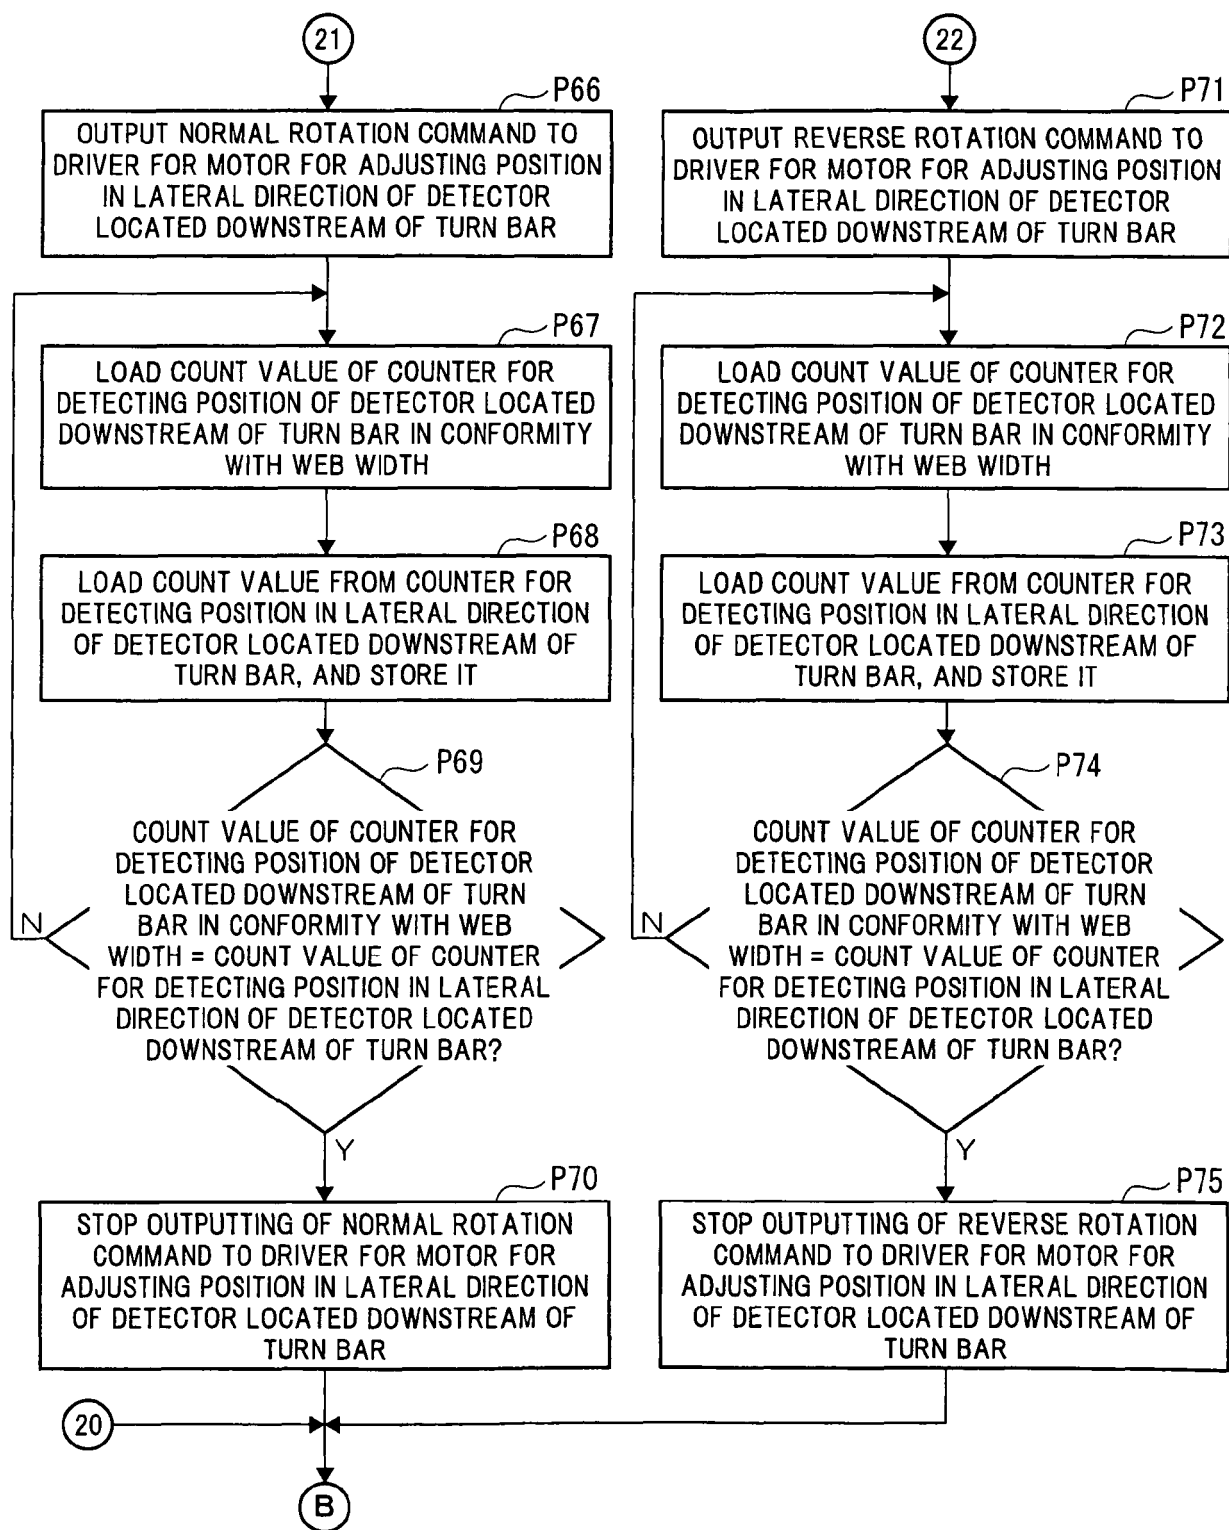 21
P66
OUTPUT NORMAL ROTATION COMMAND TO
DRIVER FOR MOTOR FOR ADJUSTING POSITION
IN LATERAL DIRECTION OF DETECTOR
LOCATED DOWNSTREAM OF TURN BAR
P67
LOAD COUNT VALUE OF COUNTER FOR
DETECTING POSITION OF DETECTOR LOCATED
DOWNSTREAM OF TURN BAR IN CONFORMITY
WITH WEB WIDTH
P68
LOAD COUNT VALUE FROM COUNTER FOR
DETECTING POSITION IN LATERAL DIRECTION
OF DETECTOR LOCATED DOWNSTREAM OF
TURN BAR, AND STORE IT
P69
COUNT VALUE OF COUNTER FOR
DETECTING POSITION OF DETECTOR
LOCATED DOWNSTREAM OF TURN
BAR IN CONFORMITY WITH WEB
WIDTH = COUNT VALUE OF COUNTER
FOR DETECTING POSITION IN LATERAL
DIRECTION OF DETECTOR LOCATED
DOWNSTREAM OF TURN BAR?
N
Y
P70
STOP OUTPUTTING OF NORMAL ROTATION
COMMAND TO DRIVER FOR MOTOR FOR
ADJUSTING POSITION IN LATERAL DIRECTION
OF DETECTOR LOCATED DOWNSTREAM OF
TURN BAR
22
P71
OUTPUT REVERSE ROTATION COMMAND TO
DRIVER FOR MOTOR FOR ADJUSTING POSITION
IN LATERAL DIRECTION OF DETECTOR
LOCATED DOWNSTREAM OF TURN BAR
P72
LOAD COUNT VALUE OF COUNTER FOR
DETECTING POSITION OF DETECTOR LOCATED
DOWNSTREAM OF TURN BAR IN CONFORMITY
WITH WEB WIDTH
P73
LOAD COUNT VALUE FROM COUNTER FOR
DETECTING POSITION IN LATERAL DIRECTION
OF DETECTOR LOCATED DOWNSTREAM OF
TURN BAR, AND STORE IT
P74
COUNT VALUE OF COUNTER FOR
DETECTING POSITION OF DETECTOR
LOCATED DOWNSTREAM OF TURN
BAR IN CONFORMITY WITH WEB
WIDTH = COUNT VALUE OF COUNTER
FOR DETECTING POSITION IN LATERAL
DIRECTION OF DETECTOR LOCATED
DOWNSTREAM OF TURN BAR?
N
Y
P75
STOP OUTPUTTING OF REVERSE ROTATION
COMMAND TO DRIVER FOR MOTOR FOR
ADJUSTING POSITION IN LATERAL DIRECTION
OF DETECTOR LOCATED DOWNSTREAM OF
TURN BAR
20
B